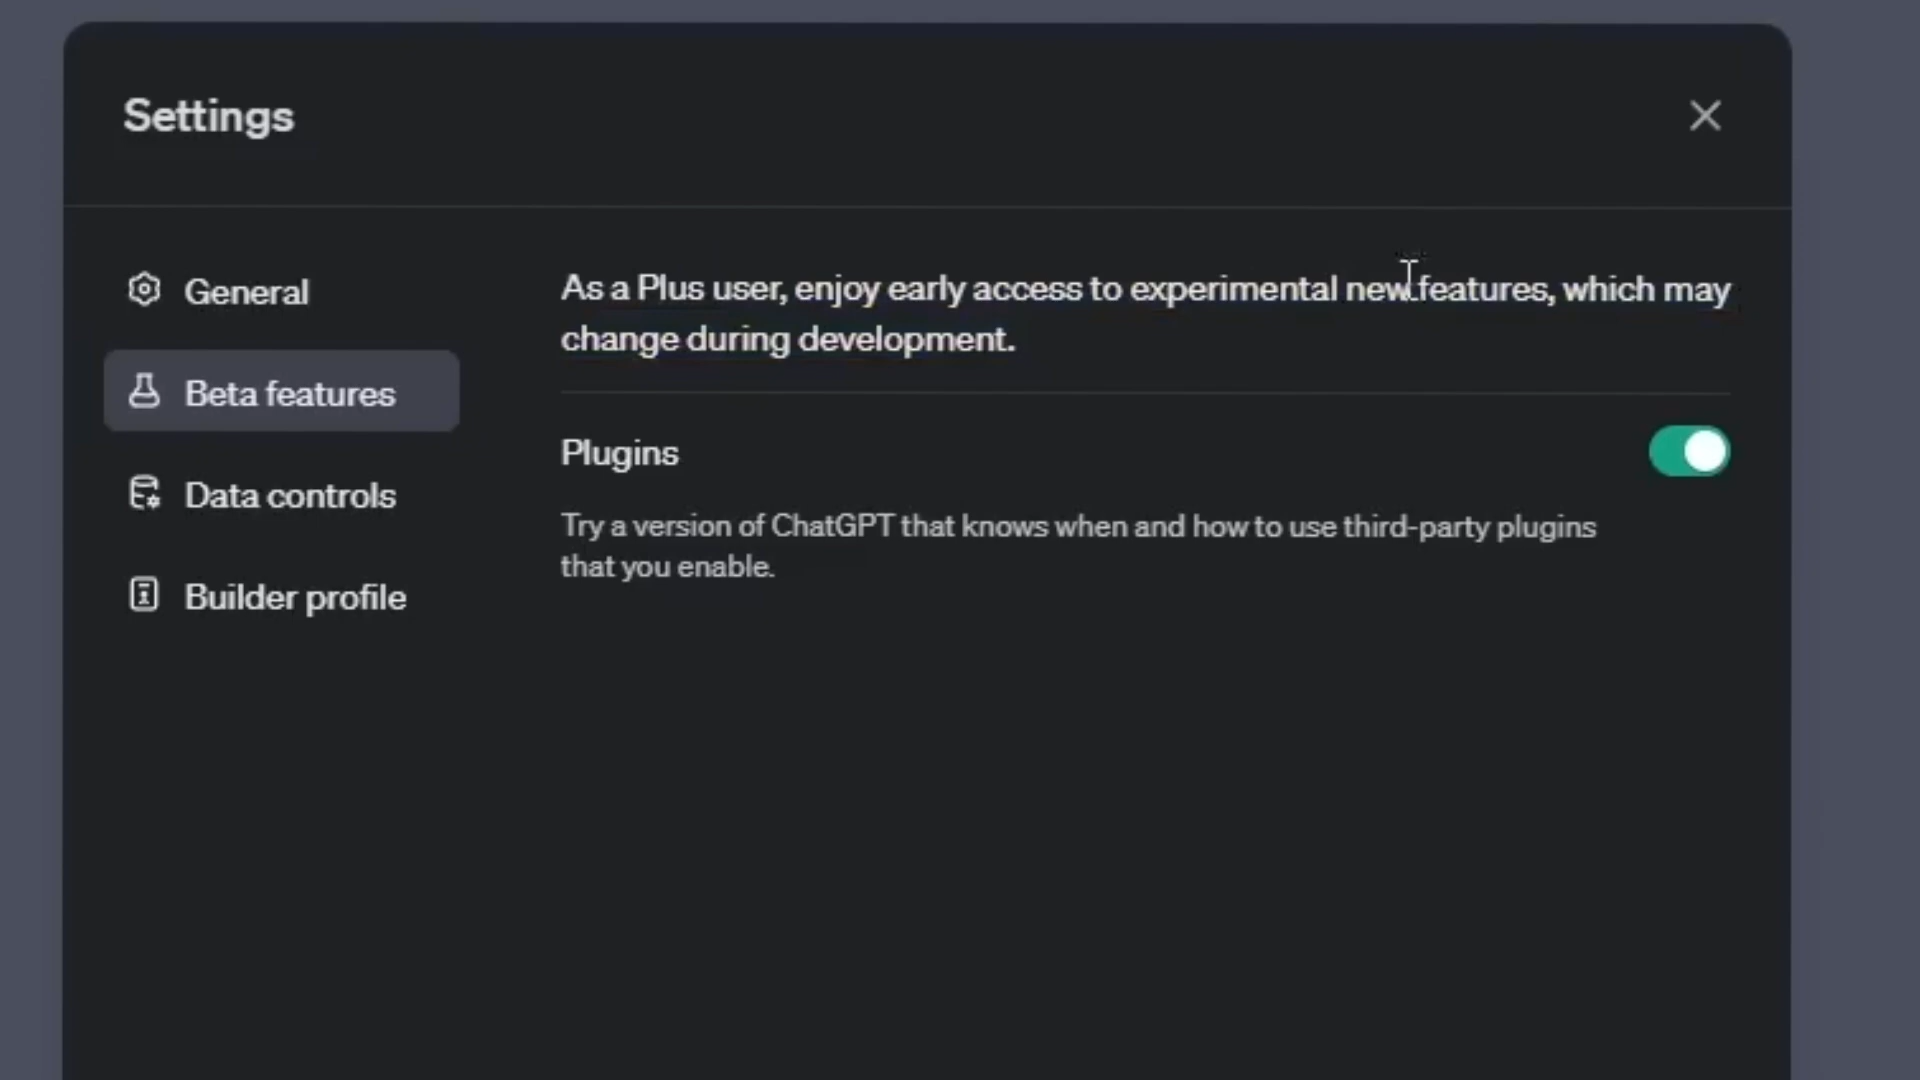 Settings
General
Beta features
Data controls
Builder profile
As a Plus user, enjoy early access to experimental new features, which may
change during development.
Plugins
Try a version of ChatGPT that knows when and how to use third-party plugins
that you enable.